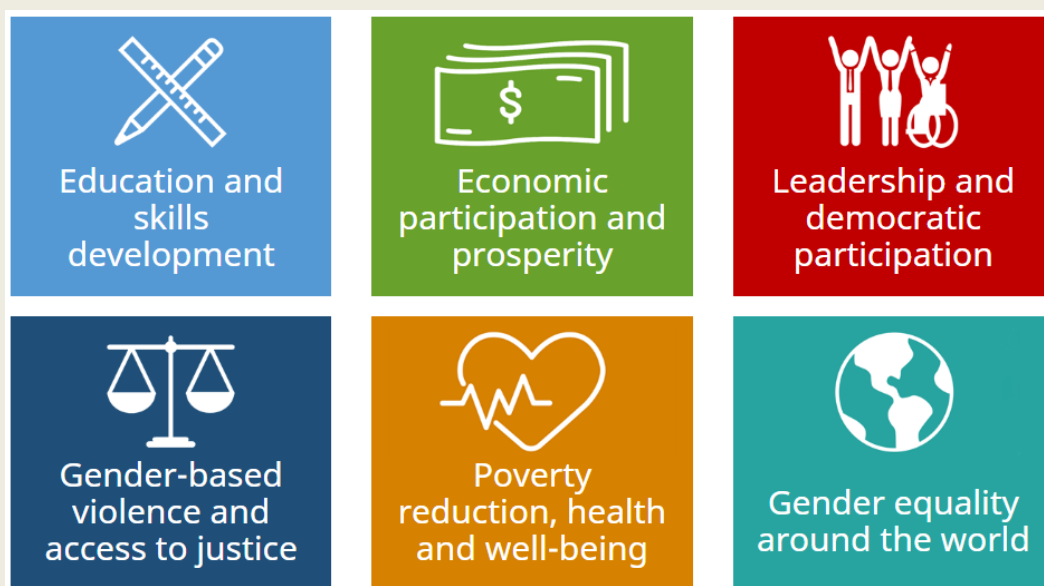 Education and
skills
development
Economic
participation and
prosperity
Leadership and
democratic
participation
Gender-based
violence and
access to justice
Poverty
reduction, health
and well-being
Gender equality
around the world